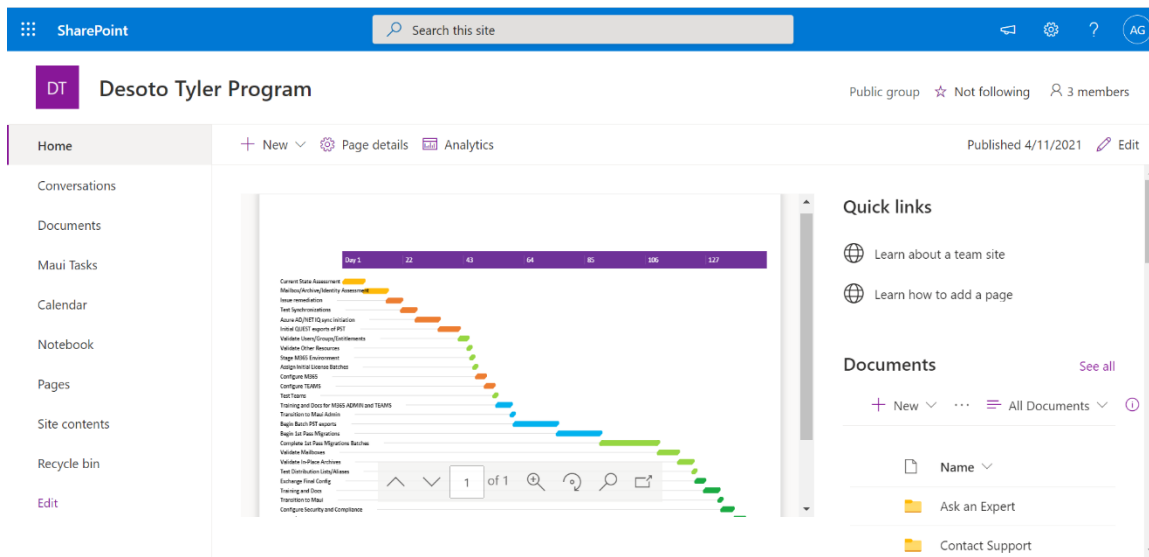 SharePoint
Search this site
AG
DT
Desoto Tyler Program
Public group
Not following
3 members
Home
Conversations
Documents
Maui Tasks
Calendar
Notebook
Pages
Site contents
Recycle bin
Edit
New
Page details
Analytics
Published 4/11/2021
Edit
Day 1 22 43 64 85 106 127
Current State Assessment
Mailbox/Archive/Identity Assessment
Issue remediation
Test Synchronizations
Azure AD/NET IQ sync initiation
Initial QUEST exports of PST
Validate Users/Groups/Entitlements
Validate Other Resources
Stage M365 Environment
Assign Initial License Batches
Configure M365
Configure TEAMS
Test Teams
Training and Docs for M365 ADMIN and TEAMS
Transition to Maui Admin
Begin Batch PST exports
Begin 1st Pass Migrations
Complete 1st Pass Migrations Batches
Validate Mailboxes
Validate In-Place Archives
Test Distribution Lists/Aliases
Exchange Final Config
Training and Docs
Transition to Maui
Configure Security and Compliance
1 of 1
Quick links
Learn about a team site
Learn how to add a page
Documents
See all
New
All Documents
Name
Ask an Expert
Contact Support